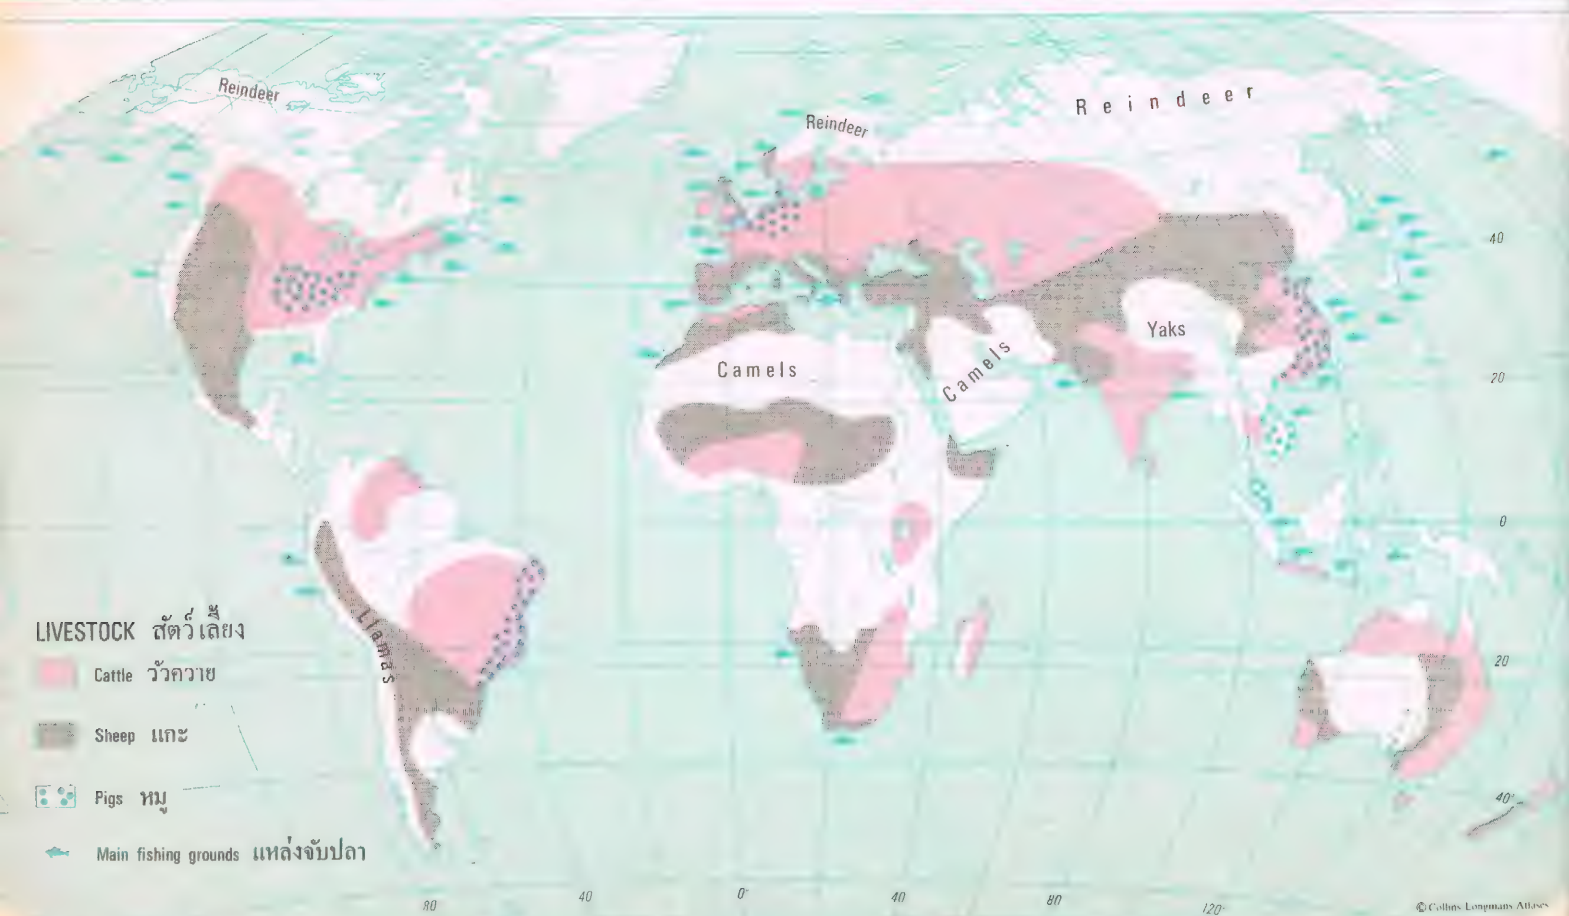 Reindeer
Reindeer
Reindeer
40
Yaks
Camels
Camels
20
0
Llamas
LIVESTOCK สัตว์เลี้ยง
Cattle วัวควาย
Sheep แกะ
Pigs หมู
Main fishing grounds แหล่งจับปลา
20
40°
80
40
0°
40
80
120°
© Collins Longmans Atlases